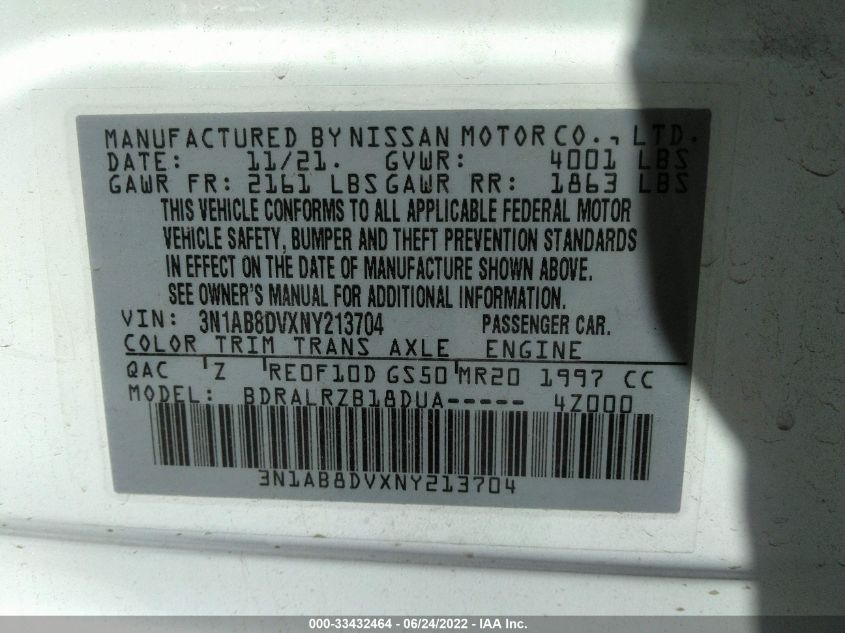 MANUFACTURED BY NISSAN MOTOR CO., LTD.
DATE: 11/21. GVWR: 4001 LBS
GAWR FR: 2161 LBS GAWR RR: 1863 LBS
THIS VEHICLE CONFORMS TO ALL APPLICABLE FEDERAL MOTOR
VEHICLE SAFETY, BUMPER AND THEFT PREVENTION STANDARDS
IN EFFECT ON THE DATE OF MANUFACTURE SHOWN ABOVE.
SEE OWNER'S MANUAL FOR ADDITIONAL INFORMATION.
VIN: 3N1AB8DVXNY213704 PASSENGER CAR.
COLOR TRIM TRANS AXLE ENGINE
QAC Z RE0F10D GS50 MR20 1997 CC
MODEL: BDRALRZB18DUA----- 4Z000
3N1AB8DVXNY213704
000-33432464 - 06/24/2022 - IAA Inc.